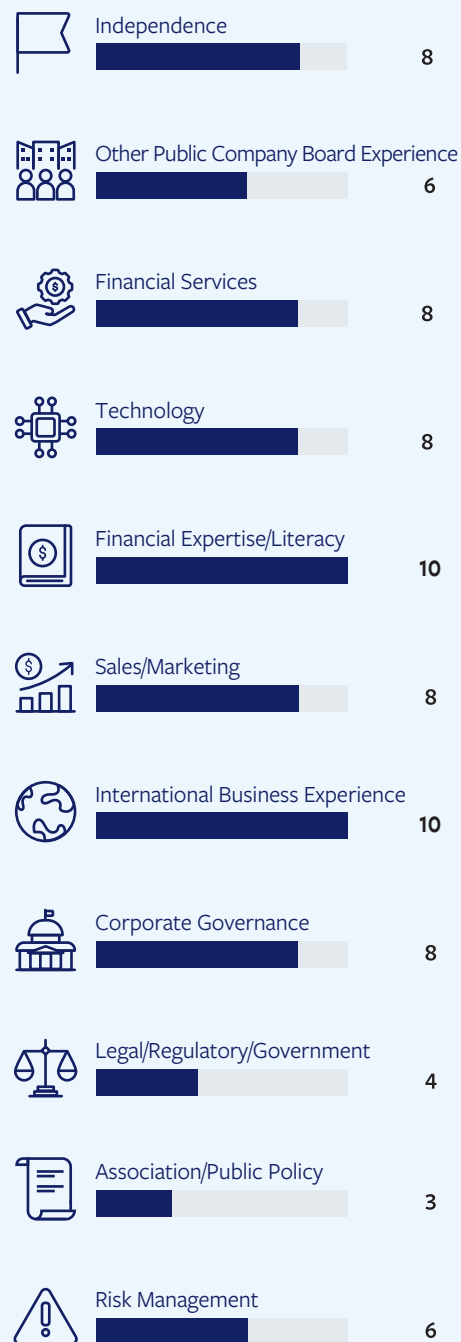 Independence
8
Other Public Company Board Experience
6
Financial Services
8
Technology
8
Financial Expertise/Literacy
10
Sales/Marketing
8
International Business Experience
10
Corporate Governance
8
Legal/Regulatory/Government
4
Association/Public Policy
3
Risk Management
6